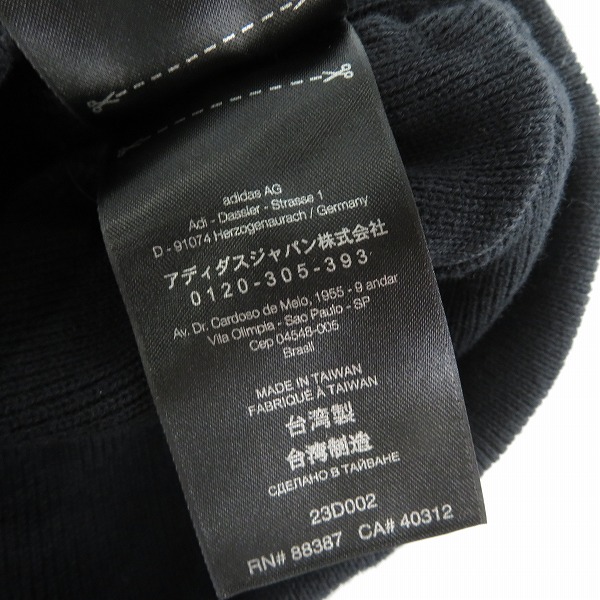 adidas AG
Adi - Dassler - Strasse 1
D - 91074 Herzogenaurach / Germany
アディダスジャパン株式会社
0120-305-393
Av. Dr. Cardoso de Melo, 1955 - 9 andar
Vila Olimpia - Sao Paulo - SP
Cep 04548-005
Brasil
MADE IN TAIWAN
FABRIQUÉ À TAIWAN
台湾製
台湾制造
СДЕЛАНО В ТАЙВАНЕ
23D002
RN# 88387 CA# 40312